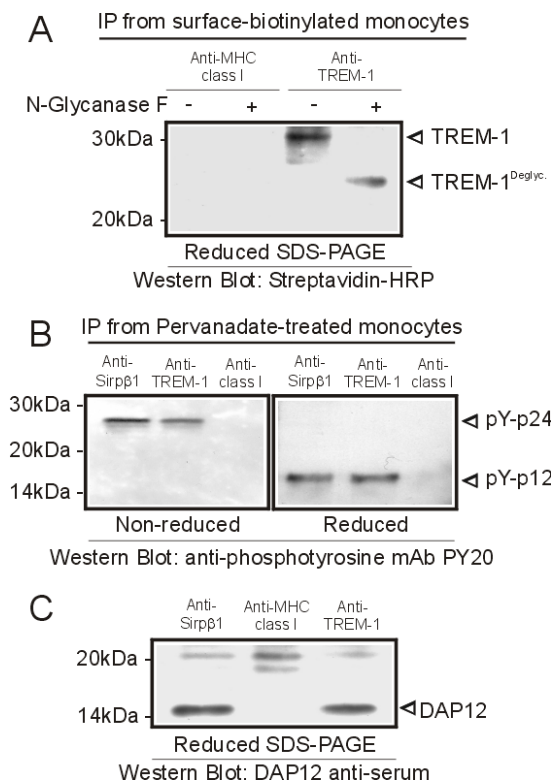 A
IP from surface-biotinylated monocytes
Anti-MHC class I
Anti-TREM-1
N-Glycanase F - + - +
30kDa
20kDa
TREM-1
TREM-1Deglyc.
Reduced SDS-PAGE
Western Blot: Streptavidin-HRP
B
IP from Pervanadate-treated monocytes
Anti-Sirpβ1
Anti-TREM-1
Anti-class I
Anti-Sirpβ1
Anti-TREM-1
Anti-class I
30kDa
20kDa
14kDa
pY-p24
pY-p12
Non-reduced
Reduced
Western Blot: anti-phosphotyrosine mAb PY20
C
Anti-Sirpβ1
Anti-MHC class I
Anti-TREM-1
20kDa
14kDa
DAP12
Reduced SDS-PAGE
Western Blot: DAP12 anti-serum